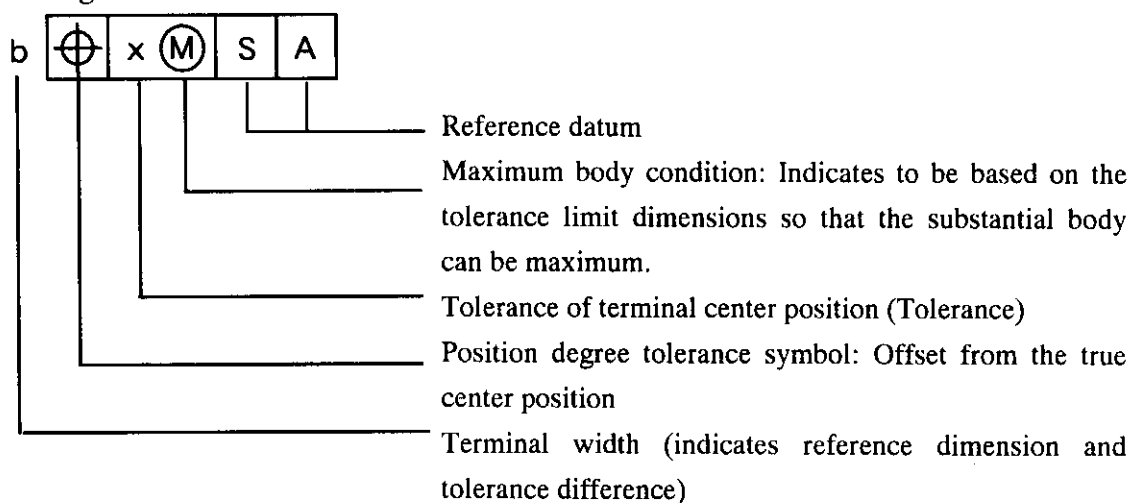 b ⌖ x Ⓜ S A
Reference datum
Maximum body condition: Indicates to be based on the
tolerance limit dimensions so that the substantial body
can be maximum.
Tolerance of terminal center position (Tolerance)
Position degree tolerance symbol: Offset from the true
center position
Terminal width (indicates reference dimension and
tolerance difference)